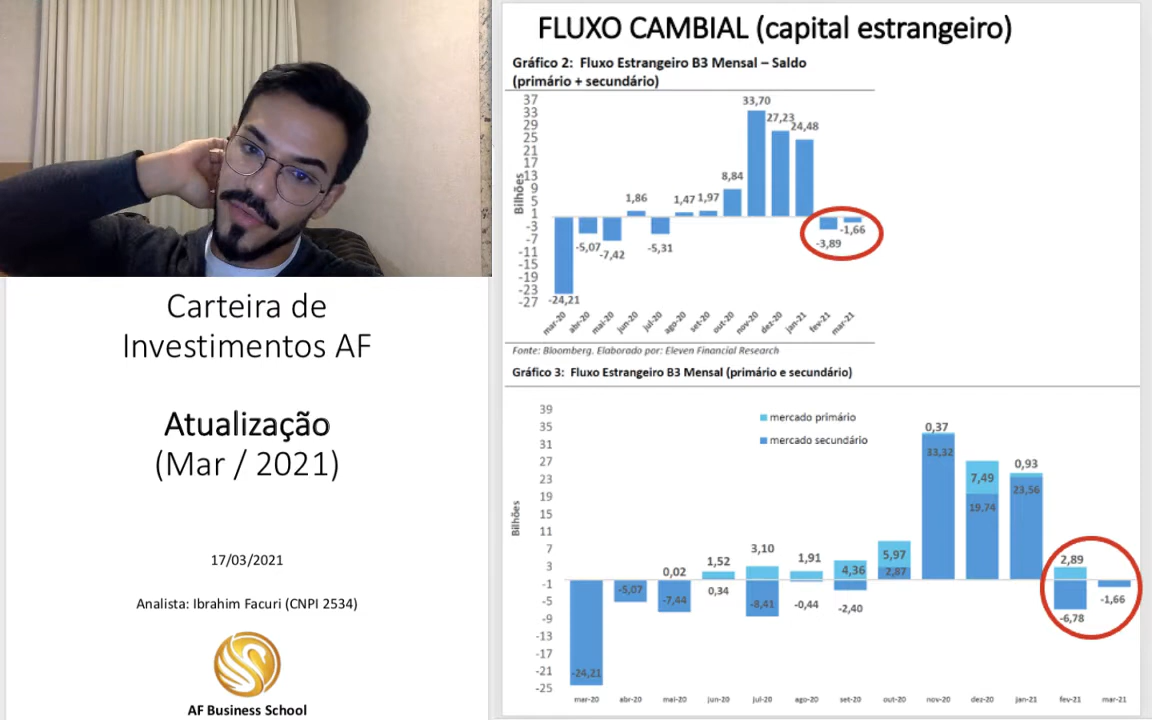 Carteira de
Investimentos AF
Atualização
(Mar / 2021)
17/03/2021
Analista: Ibrahim Facuri (CNPI 2534)
AF Business School
FLUXO CAMBIAL (capital estrangeiro)
Gráfico 2: Fluxo Estrangeiro B3 Mensal – Saldo
(primário + secundário)
Bilhões
37
33
29
25
21
17
13
9
5
1
-3
-7
-11
-15
-19
-23
-27
-24,21
-5,07
-7,42
1,86
-5,31
1,47
1,97
8,84
33,70
27,23
24,48
-3,89
-1,66
mar-20
abr-20
mai-20
jun-20
jul-20
ago-20
set-20
out-20
nov-20
dez-20
jan-21
fev-21
mar-21
Fonte: Bloomberg. Elaborado por: Eleven Financial Research
Gráfico 3: Fluxo Estrangeiro B3 Mensal (primário e secundário)
mercado primário
mercado secundário
Bilhões
39
35
31
27
23
19
15
11
7
3
-1
-5
-9
-13
-17
-21
-25
-24,21
-5,07
0,02
-7,44
1,52
0,34
3,10
-8,41
1,91
-0,44
4,36
-2,40
5,97
2,87
0,37
33,32
7,49
19,74
0,93
23,56
2,89
-6,78
-1,66
mar-20
abr-20
mai-20
jun-20
jul-20
ago-20
set-20
out-20
nov-20
dez-20
jan-21
fev-21
mar-21